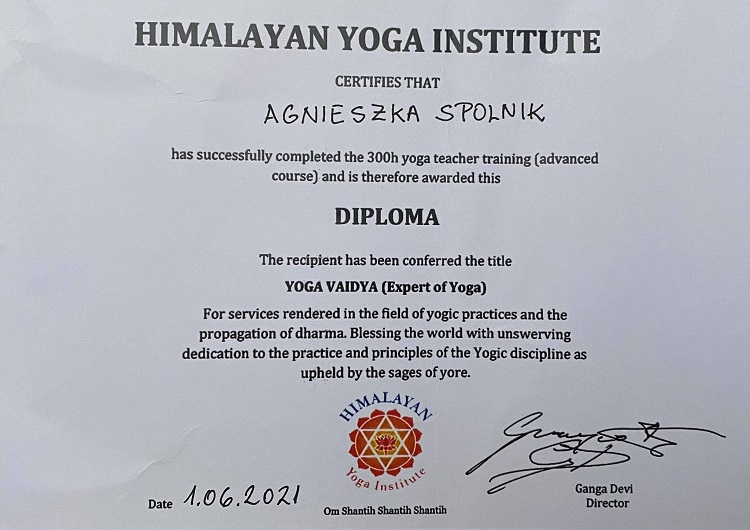 HIMALAYAN YOGA INSTITUTE
CERTIFIES THAT
AGNIESZKA SPOLNIK
has successfully completed the 300h yoga teacher training (advanced
course) and is therefore awarded this
DIPLOMA
The recipient has been conferred the title
YOGA VAIDYA (Expert of Yoga)
For services rendered in the field of yogic practices and the
propagation of dharma. Blessing the world with unswerving
dedication to the practice and principles of the Yogic discipline as
upheld by the sages of yore.
HIMALAYAN
Yoga Institute
Date 1.06.2021
Om Shantih Shantih Shantih
Ganga Devi
Director